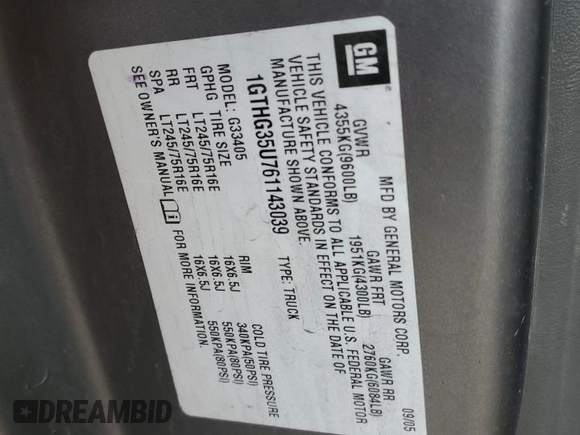 GM
MFD BY GENERAL MOTORS CORP. 09/05
GVWR GAWR FRT GAWR RR
4355KG(9600LB) 1951KG(4300LB) 2760KG(6084LB)
THIS VEHICLE CONFORMS TO ALL APPLICABLE U.S. FEDERAL MOTOR
VEHICLE SAFETY STANDARDS IN EFFECT ON THE DATE OF
MANUFACTURE SHOWN ABOVE.
1GTHG35U761143039 TYPE: TRUCK
MODEL: G33405
GPHG TIRE SIZE RIM COLD TIRE PRESSURE
FRT LT245/75R16E 16X6.5J 340KPA(50PSI)
RR LT245/75R16E 16X6.5J 550KPA(80PSI)
SPA LT245/75R16E 16X6.5J 550KPA(80PSI)
SEE OWNER'S MANUAL FOR MORE INFORMATION.
DREAMBID